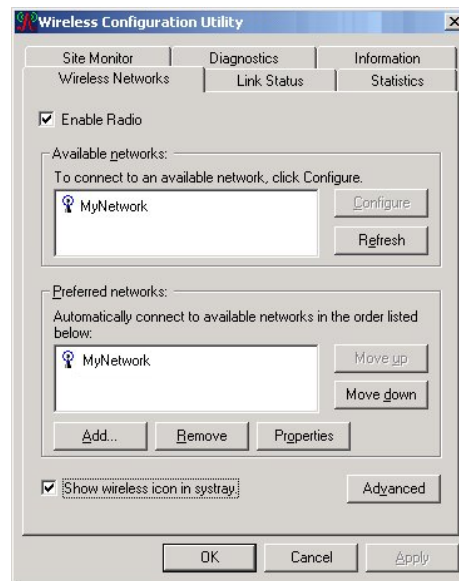 Wireless Configuration Utility
Site Monitor
Diagnostics
Information
Wireless Networks
Link Status
Statistics
Enable Radio
Available networks:
To connect to an available network, click Configure.
MyNetwork
Configure
Refresh
Preferred networks:
Automatically connect to available networks in the order listed
below:
MyNetwork
Move up
Move down
Add...
Remove
Properties
Show wireless icon in systray.
Advanced
OK
Cancel
Apply